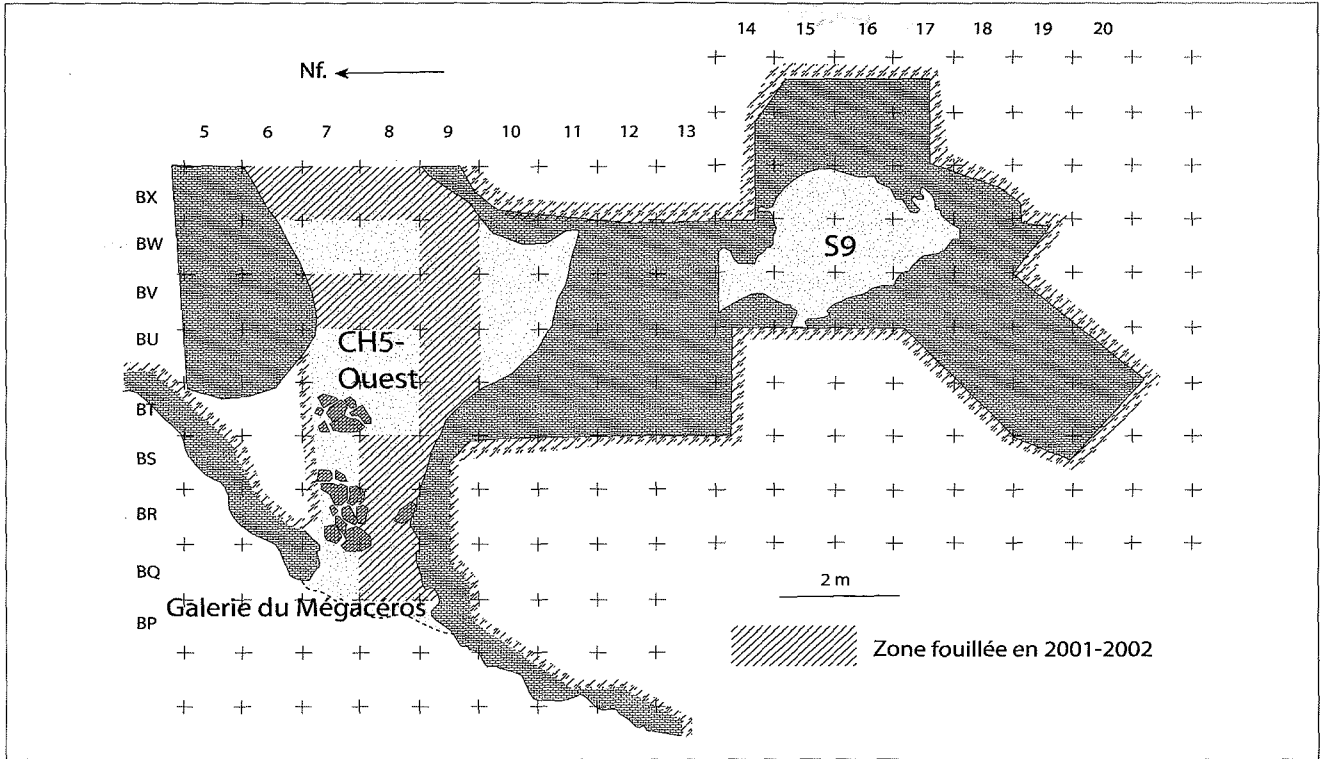 14 15 16 17 18 19 20
Nf.
5 6 7 8 9 10 11 12 13
BX
BW
S9
BV
BU
CH5-
Ouest
BT
BS
BR
BQ
2 m
Galerie du Mégacéros
BP
Zone fouillée en 2001-2002